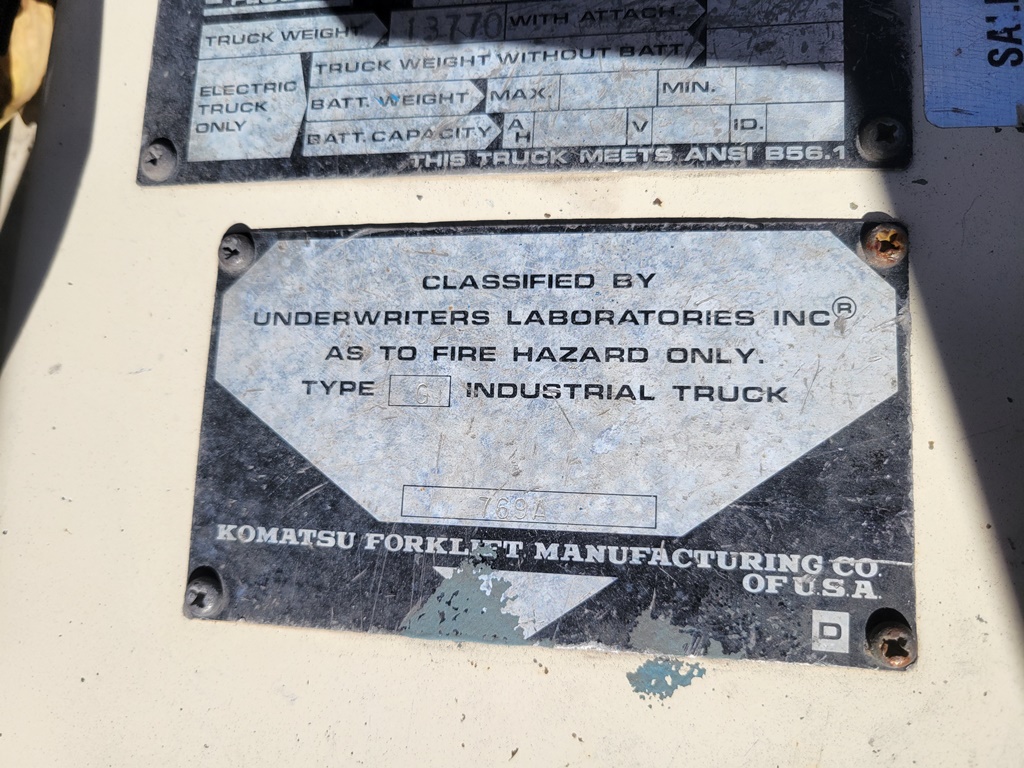 TRUCK WEIGHT 13770 WITH ATTACH.
TRUCK WEIGHT WITHOUT BATT
ELECTRIC TRUCK ONLY
BATT. WEIGHT MAX. MIN.
BATT. CAPACITY AH V ID.
THIS TRUCK MEETS ANSI B56.1
CLASSIFIED BY
UNDERWRITERS LABORATORIES INC®
AS TO FIRE HAZARD ONLY.
TYPE G INDUSTRIAL TRUCK
769A
KOMATSU FORKLIFT MANUFACTURING CO.
OF U.S.A.
D